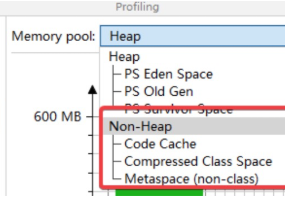 Profiling
Memory pool: Heap
Heap
PS Eden Space
PS Old Gen
PS Survivor Space
600 MB
Non-Heap
Code Cache
Compressed Class Space
Metaspace (non-class)